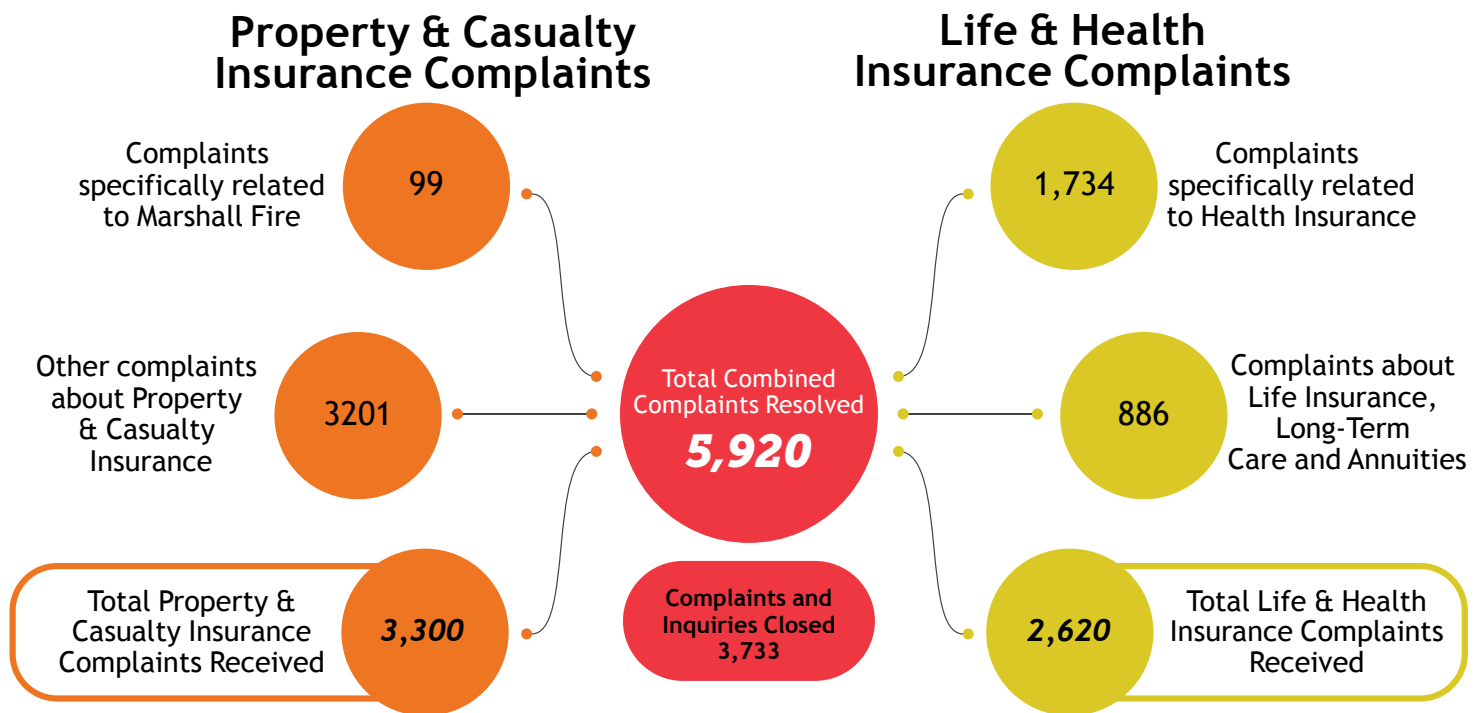 Property & Casualty
Insurance Complaints
Complaints
specifically related
to Marshall Fire
99
Other complaints
about Property
& Casualty
Insurance
3201
Total Property &
Casualty Insurance
Complaints Received
3,300
Total Combined
Complaints Resolved
5,920
Complaints and
Inquiries Closed
3,733
Life & Health
Insurance Complaints
1,734
Complaints
specifically related
to Health Insurance
886
Complaints about
Life Insurance,
Long-Term
Care and Annuities
2,620
Total Life & Health
Insurance Complaints
Received